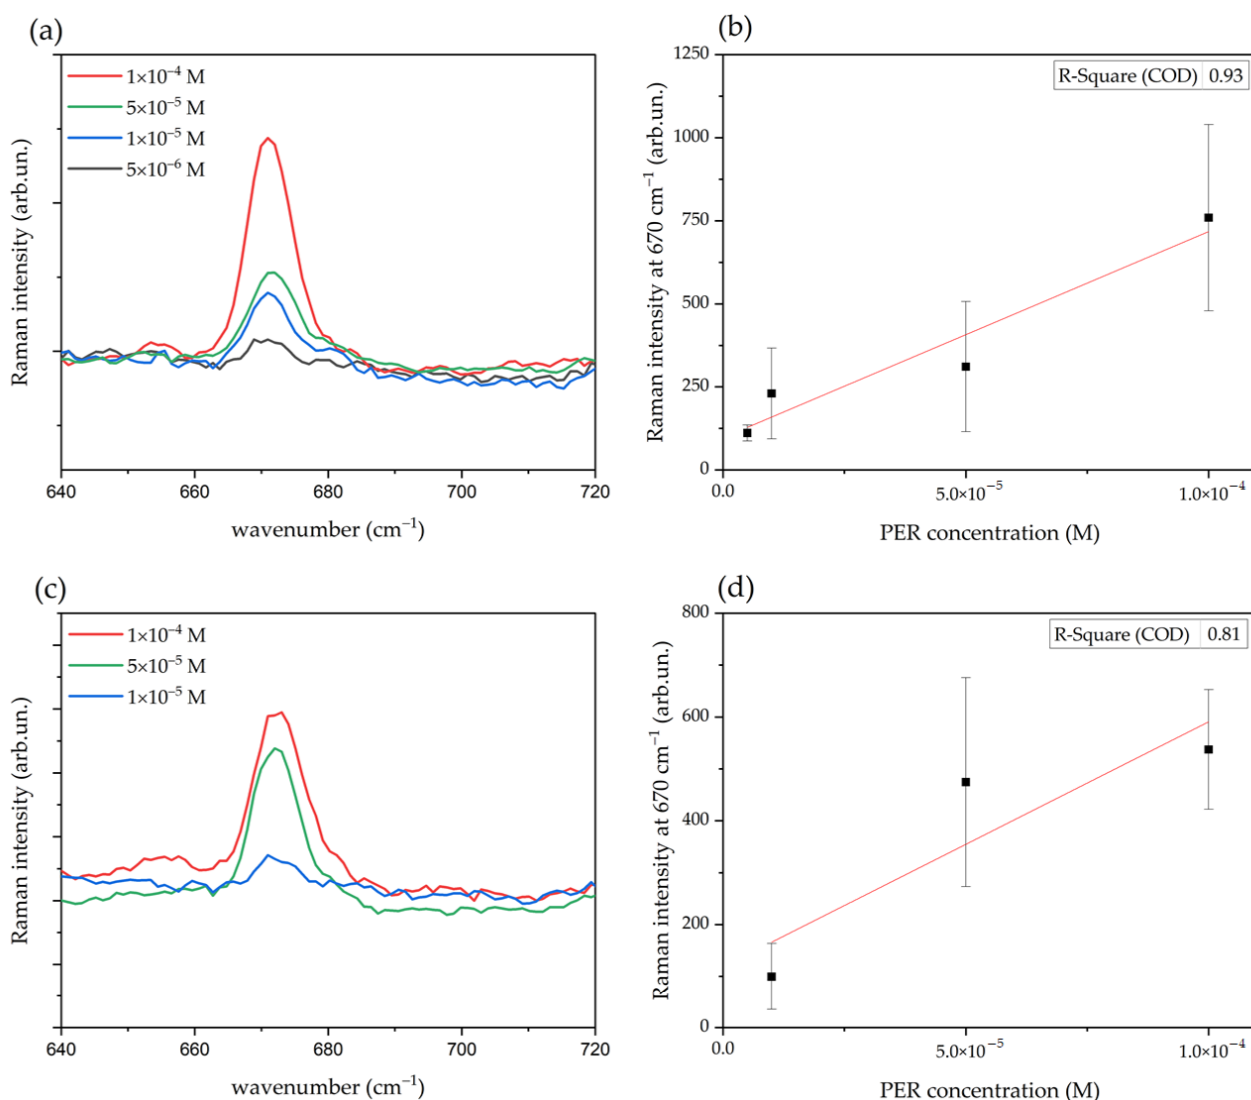 (a)
1×10⁻⁴ M
5×10⁻⁵ M
1×10⁻⁵ M
5×10⁻⁶ M
Raman intensity (arb.un.)
640 660 680 700 720
wavenumber (cm⁻¹)
(b)
1250
1000
750
500
250
0
R-Square (COD) 0.93
Raman intensity at 670 cm⁻¹ (arb.un.)
0.0 5.0×10⁻⁵ 1.0×10⁻⁴
PER concentration (M)
(c)
1×10⁻⁴ M
5×10⁻⁵ M
1×10⁻⁵ M
Raman intensity (arb.un.)
640 660 680 700 720
wavenumber (cm⁻¹)
(d)
800
600
400
200
0
R-Square (COD) 0.81
Raman intensity at 670 cm⁻¹ (arb.un.)
0.0 5.0×10⁻⁵ 1.0×10⁻⁴
PER concentration (M)